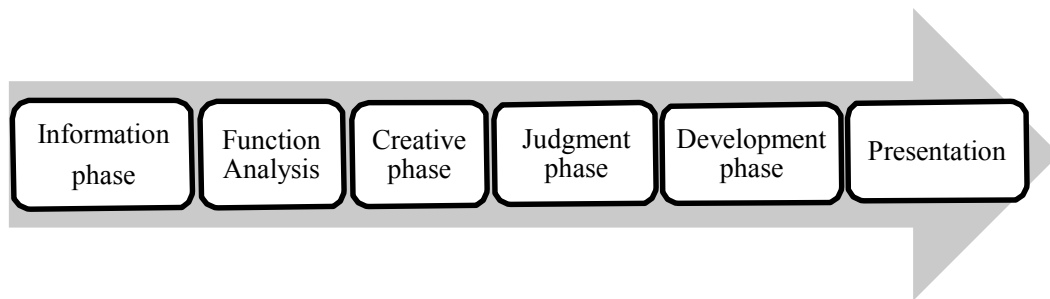 Information
phase
Function
Analysis
Creative
phase
Judgment
phase
Development
phase
Presentation